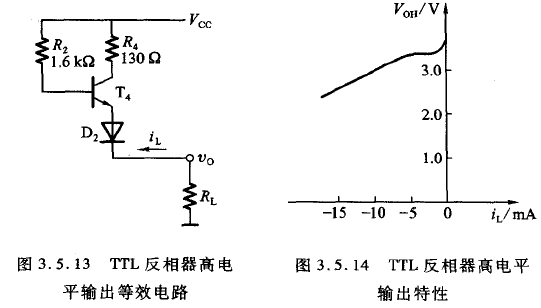 V_CC
R_2
1.6 kΩ
R_4
130 Ω
T_4
D_2
i_L
v_O
R_L
图 3.5.13 TTL 反相器高电
平输出等效电路
V_OH/V
3.0
2.0
1.0
-15 -10 -5 0 i_L/mA
图 3.5.14 TTL 反相器高电平
输出特性